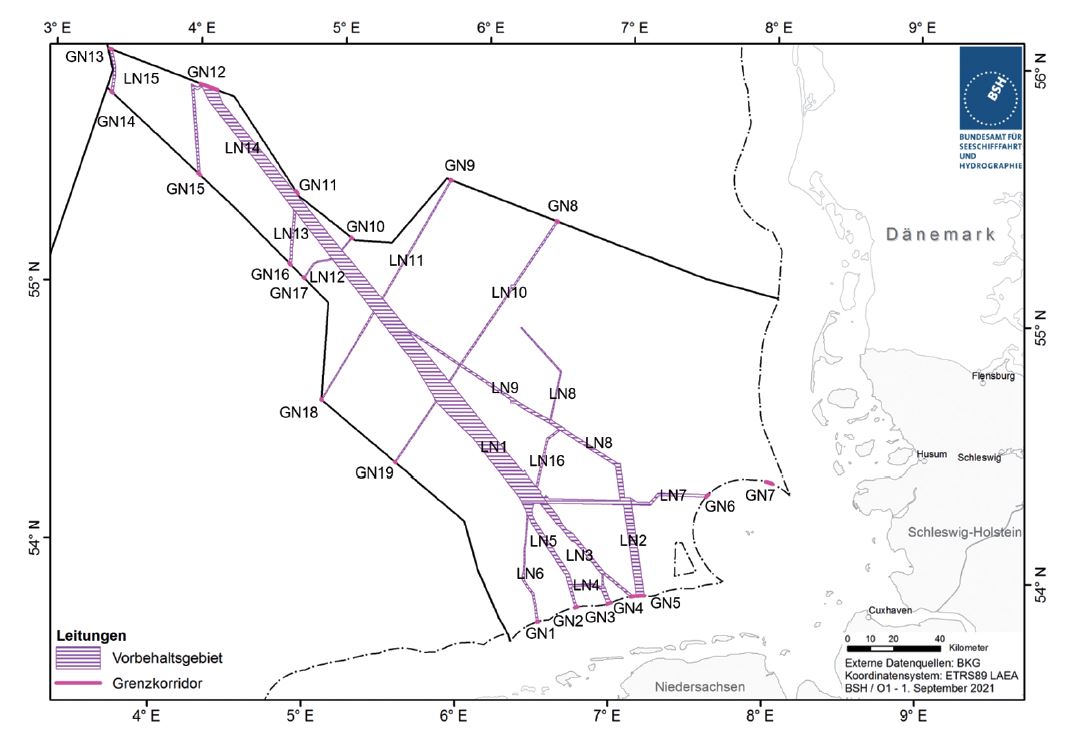 3° E 4° E 5° E 6° E 7° E 8° E 9° E
GN13
GN12
56° N
LN15
BSH
GN14
LN14
BUNDESAMT FÜR
SEESCHIFFFAHRT
UND
HYDROGRAPHIE
GN15
GN11
GN9
GN8
GN10
LN13
Dänemark
GN16
LN11
55° N
LN12
GN17
LN10
55° N
Flensburg
LN9
LN8
GN18
LN1
LN8
Husum
Schleswig
GN19
LN16
LN7
GN6
GN7
54° N
LN5
LN2
Schleswig-Holstein
LN3
LN6
LN4
54° N
GN5
GN4
GN3
GN2
GN1
Cuxhaven
Leitungen
Vorbehaltsgebiet
Grenzkorridor
0 10 20 40
Kilometer
Externe Datenquellen: BKG
Koordinatensystem: ETRS89 LAEA
BSH / O1 - 1. September 2021
Niedersachsen
4° E 5° E 6° E 7° E 8° E 9° E